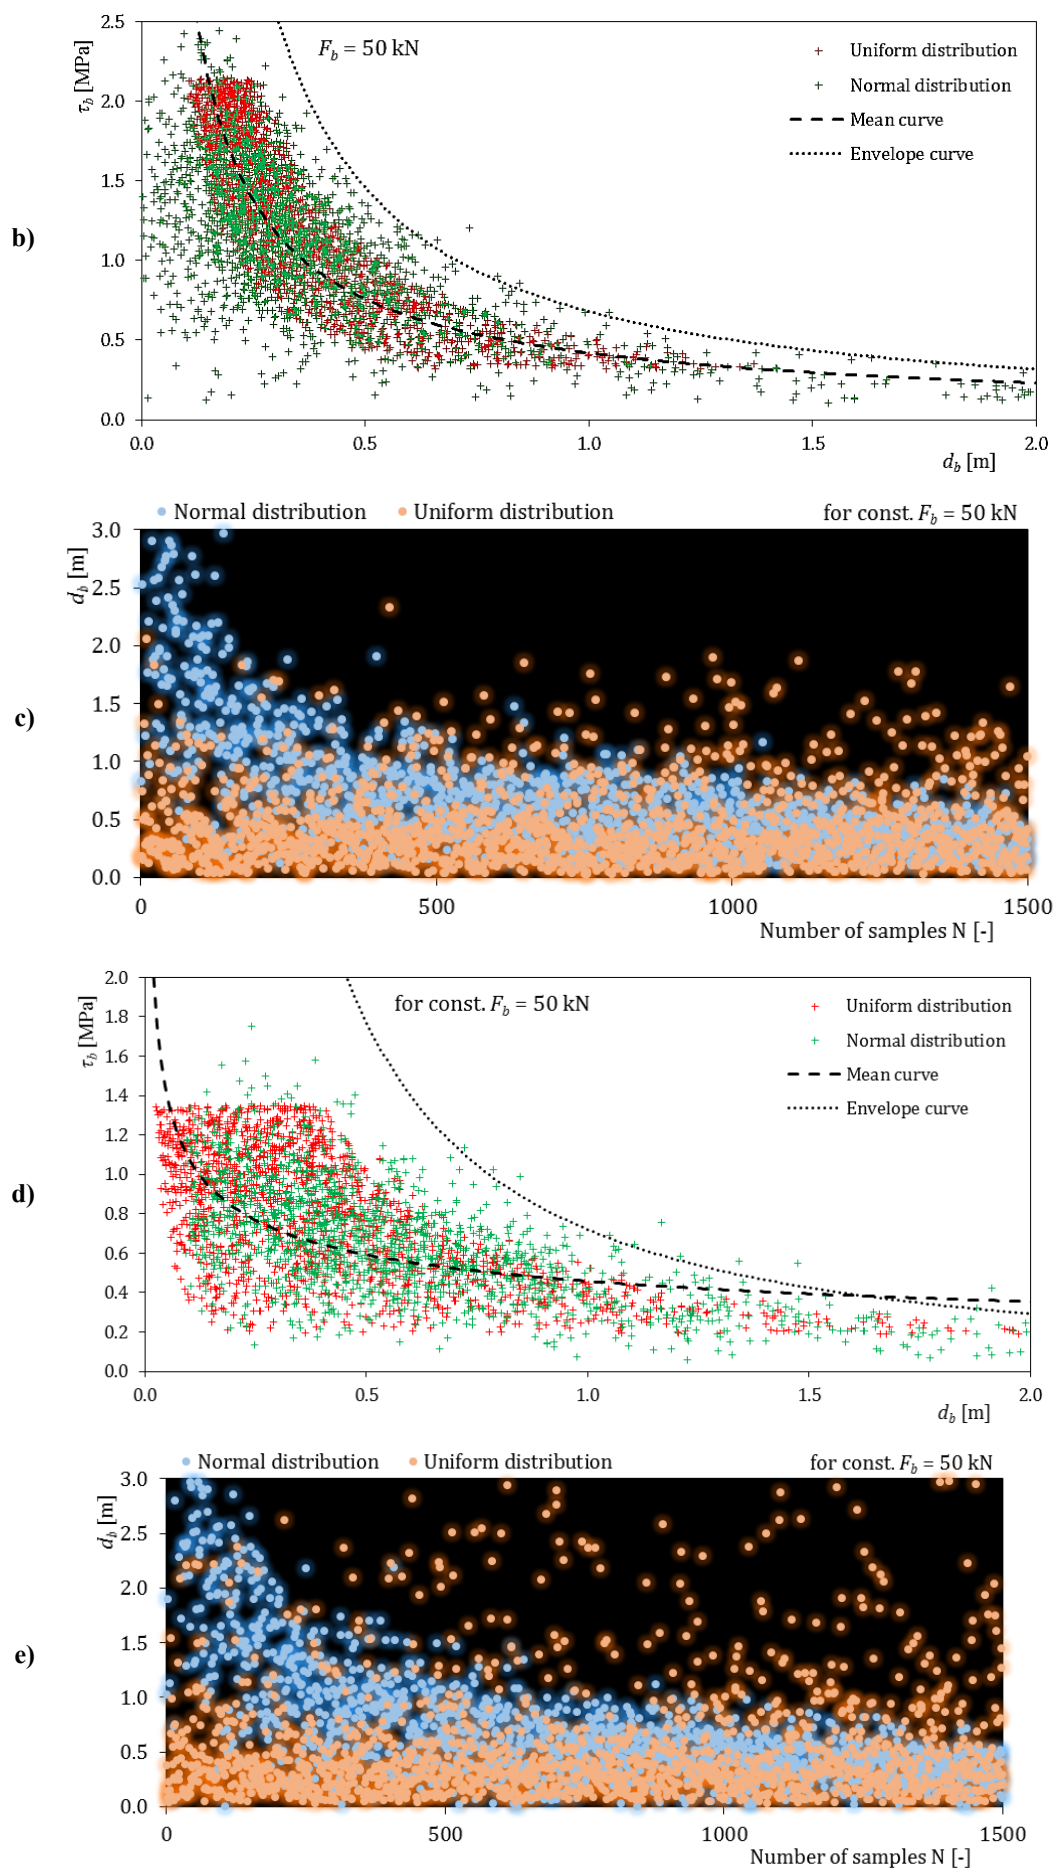 b)
τb [MPa]
2.5
2.0
1.5
1.0
0.5
0.0
Fb = 50 kN
Uniform distribution
Normal distribution
Mean curve
Envelope curve
0.0 0.5 1.0 1.5 2.0
db [m]
c)
Normal distribution Uniform distribution for const. Fb = 50 kN
db [m]
3.0
2.5
2.0
1.5
1.0
0.5
0.0
0 500 1000 1500
Number of samples N [-]
d)
τb [MPa]
2.0
1.8
1.6
1.4
1.2
1.0
0.8
0.6
0.4
0.2
0.0
for const. Fb = 50 kN
Uniform distribution
Normal distribution
Mean curve
Envelope curve
0.0 0.5 1.0 1.5 2.0
db [m]
e)
Normal distribution Uniform distribution for const. Fb = 50 kN
db [m]
3.0
2.5
2.0
1.5
1.0
0.5
0.0
0 500 1000 1500
Number of samples N [-]